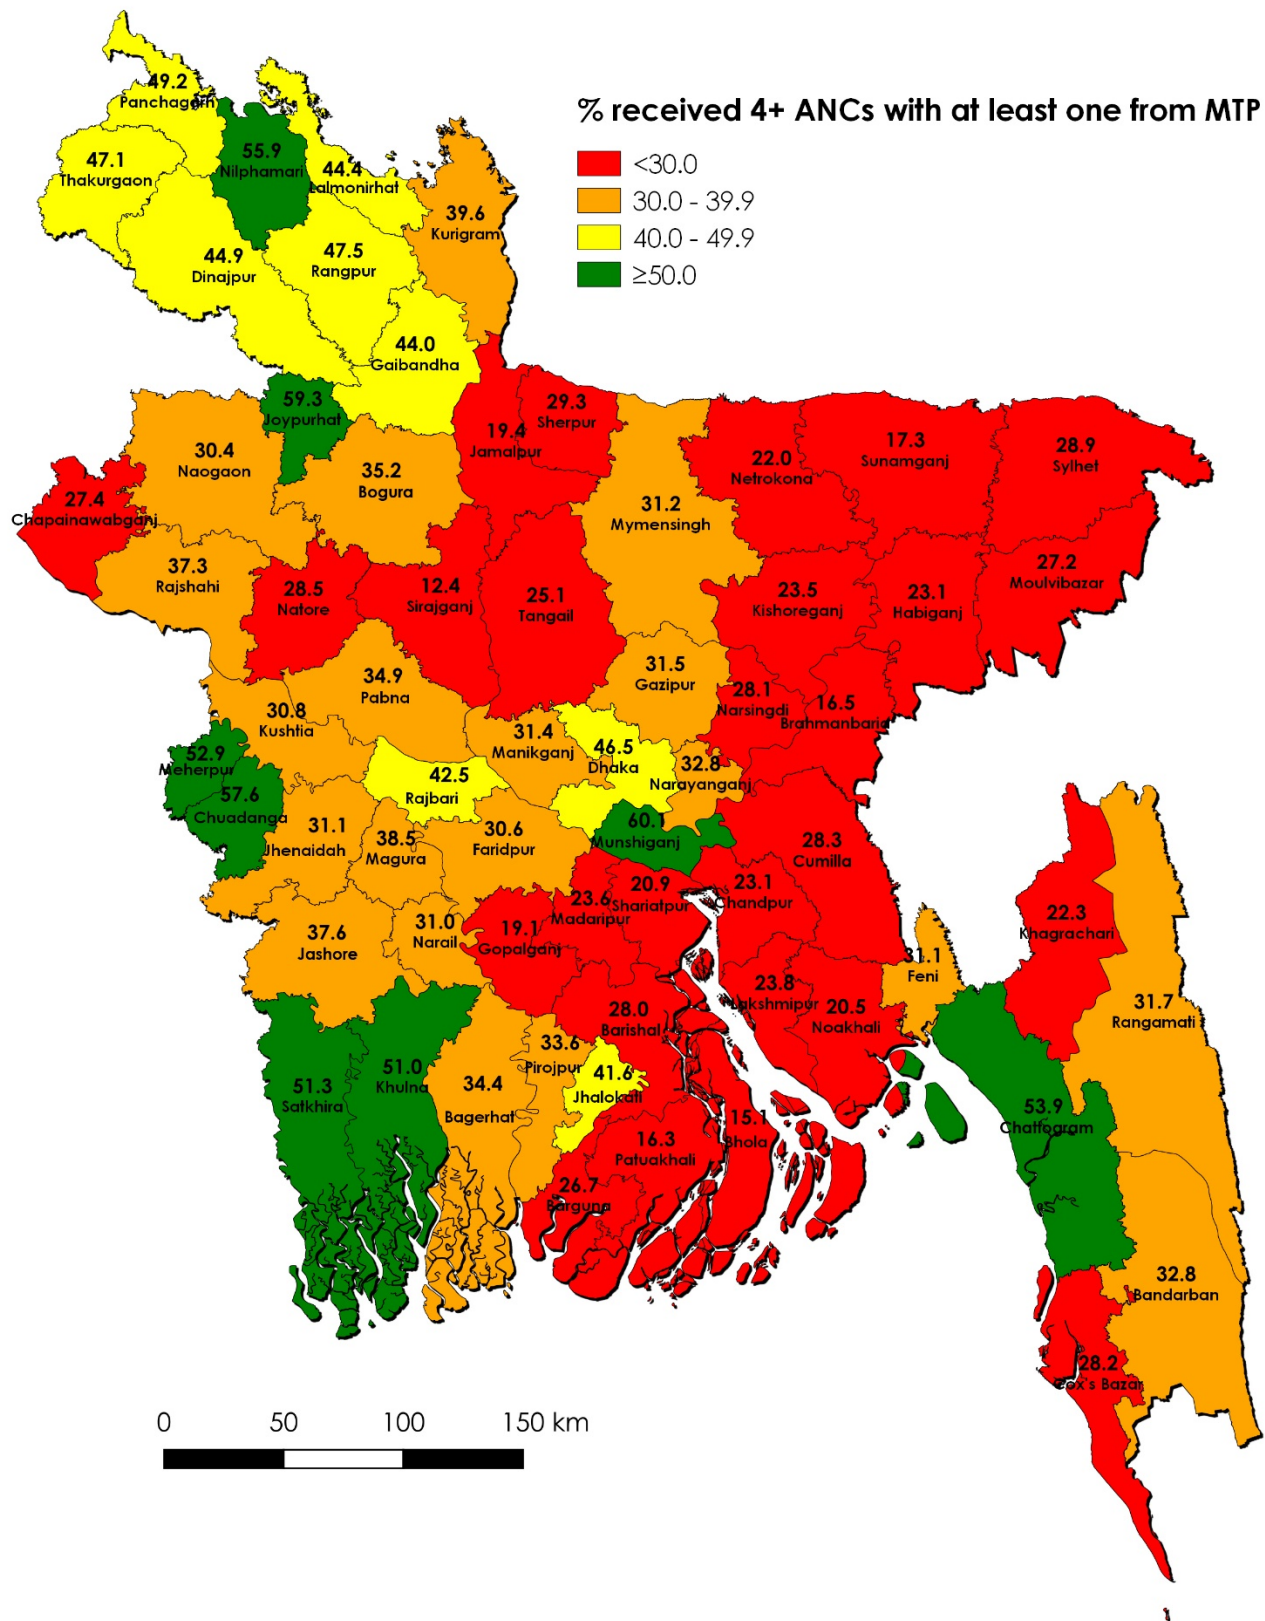 % received 4+ ANCs with at least one from MTP
<30.0
30.0 - 39.9
40.0 - 49.9
≥50.0
49.2
Panchagarh
47.1
Thakurgaon
55.9
Nilphamari
44.4
Lalmonirhat
39.6
Kurigram
44.9
Dinajpur
47.5
Rangpur
44.0
Gaibandha
59.3
Joypurhat
30.4
Naogaon
35.2
Bogura
19.4
Jamalpur
29.3
Sherpur
31.2
Mymensingh
22.0
Netrokona
17.3
Sunamganj
28.9
Sylhet
27.4
Chapainawabganj
37.3
Rajshahi
28.5
Natore
12.4
Sirajganj
25.1
Tangail
23.5
Kishoreganj
23.1
Habiganj
27.2
Moulvibazar
34.9
Pabna
31.5
Gazipur
28.1
Narsingdi
16.5
Brahmanbaria
30.8
Kushtia
31.4
Manikganj
46.5
Dhaka
32.8
Narayanganj
52.9
Meherpur
57.6
Chuadanga
42.5
Rajbari
31.1
Jhenaidah
38.5
Magura
30.6
Faridpur
60.1
Munshiganj
28.3
Cumilla
23.6
Madaripur
20.9
Shariatpur
23.1
Chandpur
37.6
Jashore
31.0
Narail
19.1
Gopalganj
22.3
Khagrachari
31.1
Feni
31.7
Rangamati
28.0
Barishal
23.8
Lakshmipur
20.5
Noakhali
51.3
Satkhira
51.0
Khulna
34.4
Bagerhat
33.6
Pirojpur
41.6
Jhalokati
15.1
Bhola
53.9
Chattogram
16.3
Patuakhali
26.7
Barguna
32.8
Bandarban
28.2
Cox's Bazar
0 50 100 150 km